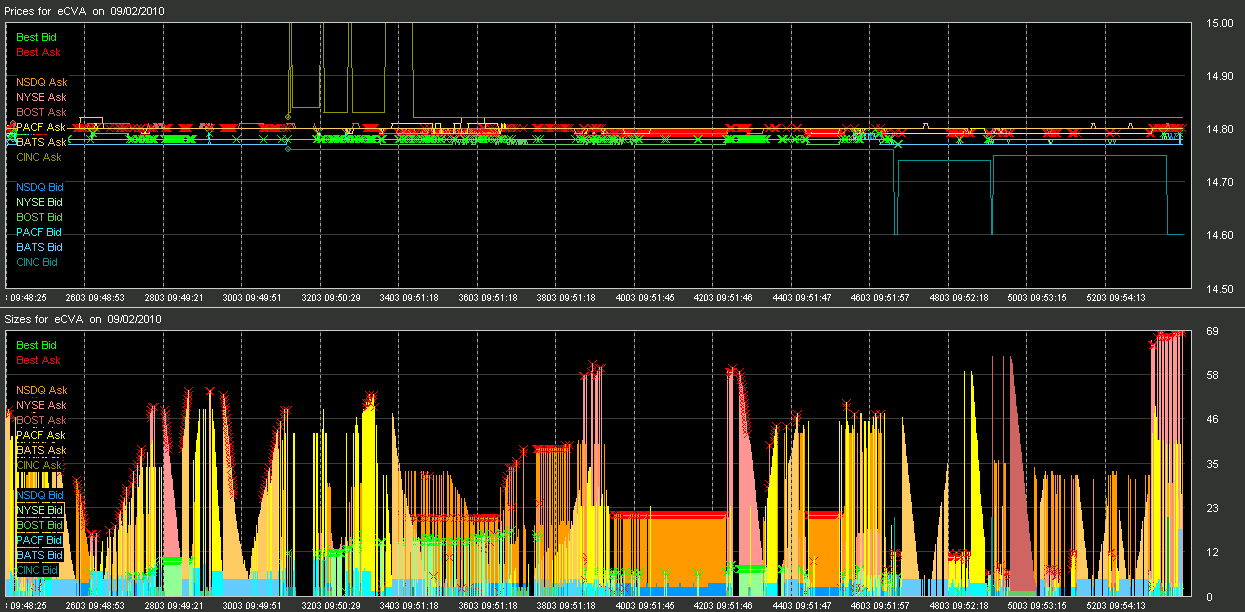 Prices for eCVA on 09/02/2010
15.00
Best Bid
Best Ask
14.90
NSDQ Ask
NYSE Ask
BOST Ask
PACF Ask
14.80
BATS Ask
CINC Ask
14.70
NSDQ Bid
NYSE Bid
BOST Bid
PACF Bid
14.60
BATS Bid
CINC Bid
14.50
09:48:25 2603 09:48:53 2803 09:49:21 3003 09:49:51 3203 09:50:29 3403 09:51:18 3603 09:51:18 3803 09:51:18 4003 09:51:45 4203 09:51:46 4403 09:51:47 4603 09:51:57 4803 09:52:18 5003 09:53:15 5203 09:54:13
Sizes for eCVA on 09/02/2010
69
Best Bid
Best Ask
58
NSDQ Ask
NYSE Ask
BOST Ask
46
PACF Ask
BATS Ask
CINC Ask
35
NSDQ Bid
NYSE Bid
23
BOST Bid
PACF Bid
BATS Bid
12
CINC Bid
0
09:48:25 2603 09:48:53 2803 09:49:21 3003 09:49:51 3203 09:50:29 3403 09:51:18 3603 09:51:18 3803 09:51:18 4003 09:51:45 4203 09:51:46 4403 09:51:47 4603 09:51:57 4803 09:52:18 5003 09:53:15 5203 09:54:13